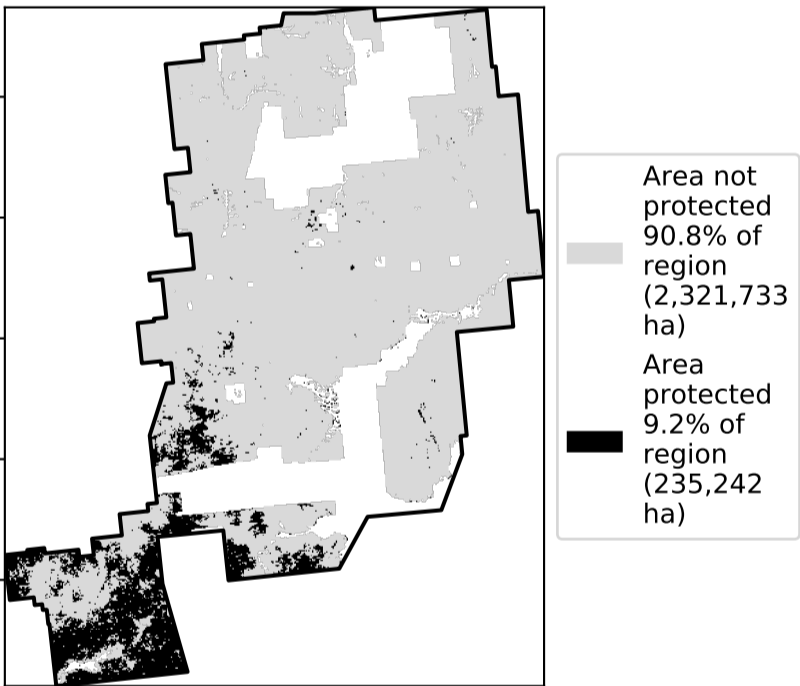 Area not
protected
90.8% of
region
(2,321,733
ha)
Area
protected
9.2% of
region
(235,242
ha)